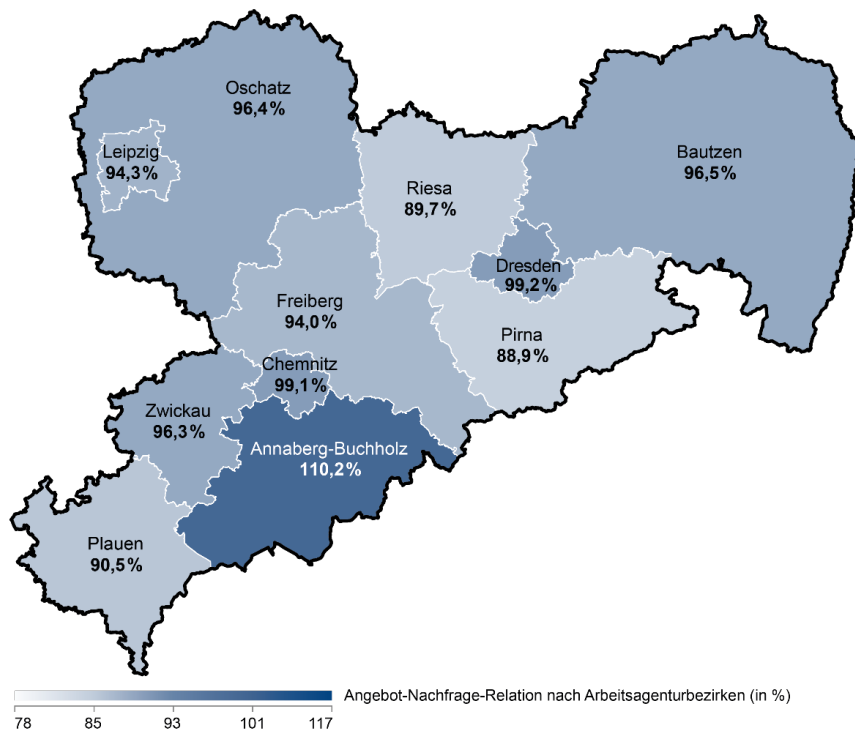 Oschatz
96,4%
Leipzig
94,3%
Bautzen
96,5%
Riesa
89,7%
Dresden
99,2%
Freiberg
94,0%
Pirna
88,9%
Chemnitz
99,1%
Zwickau
96,3%
Annaberg-Buchholz
110,2%
Plauen
90,5%
Angebot-Nachfrage-Relation nach Arbeitsagenturbezirken (in %)
78 85 93 101 117